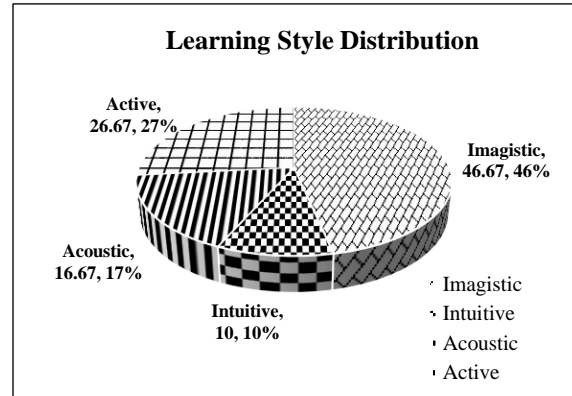 Learning Style Distribution
Active,
26.67, 27%
Imagistic,
46.67, 46%
Acoustic,
16.67, 17%
Intuitive,
10, 10%
Imagistic
Intuitive
Acoustic
Active